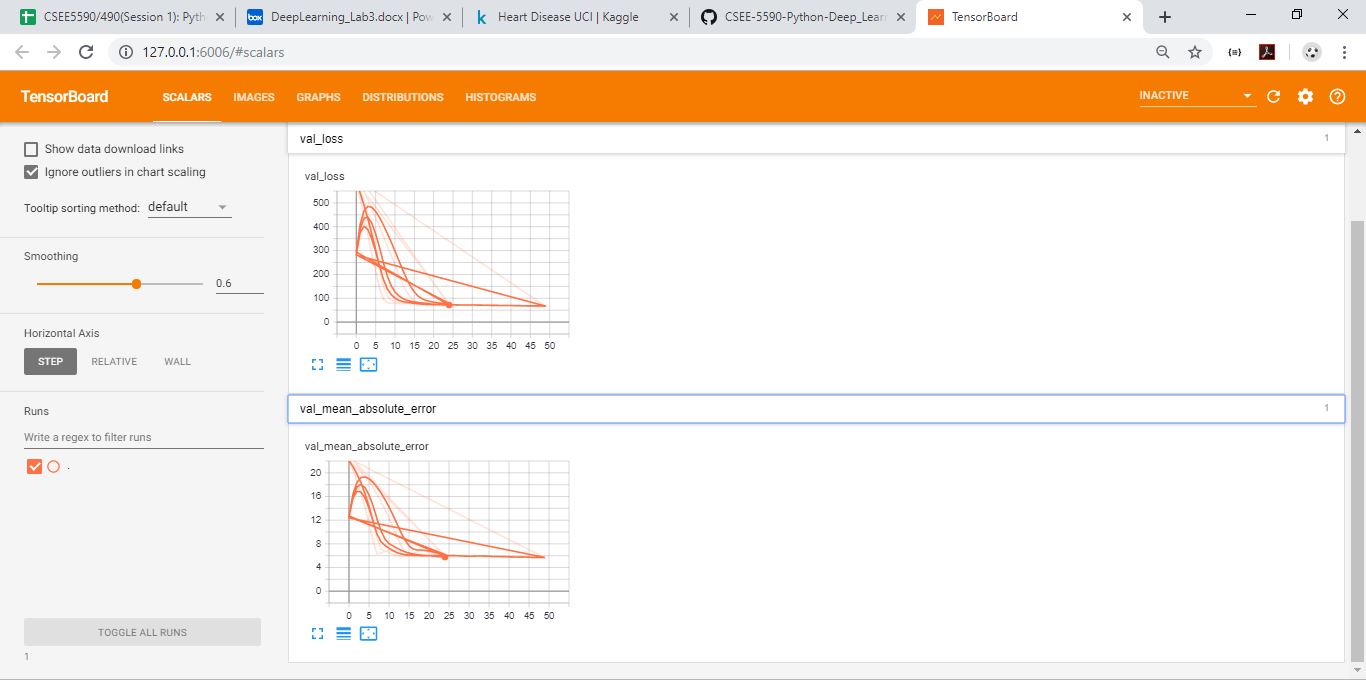 CSEE5590/490(Session 1): Pyth
DeepLearning_Lab3.docx | Pow
Heart Disease UCI | Kaggle
CSEE-5590-Python-Deep_Lear
TensorBoard
127.0.0.1:6006/#scalars
TensorBoard
SCALARS
IMAGES
GRAPHS
DISTRIBUTIONS
HISTOGRAMS
INACTIVE
Show data download links
Ignore outliers in chart scaling
Tooltip sorting method: default
Smoothing
0.6
Horizontal Axis
STEP
RELATIVE
WALL
Runs
Write a regex to filter runs
.
TOGGLE ALL RUNS
1
val_loss
1
val_loss
500
400
300
200
100
0
0 5 10 15 20 25 30 35 40 45 50
val_mean_absolute_error
1
val_mean_absolute_error
20
16
12
8
4
0
0 5 10 15 20 25 30 35 40 45 50